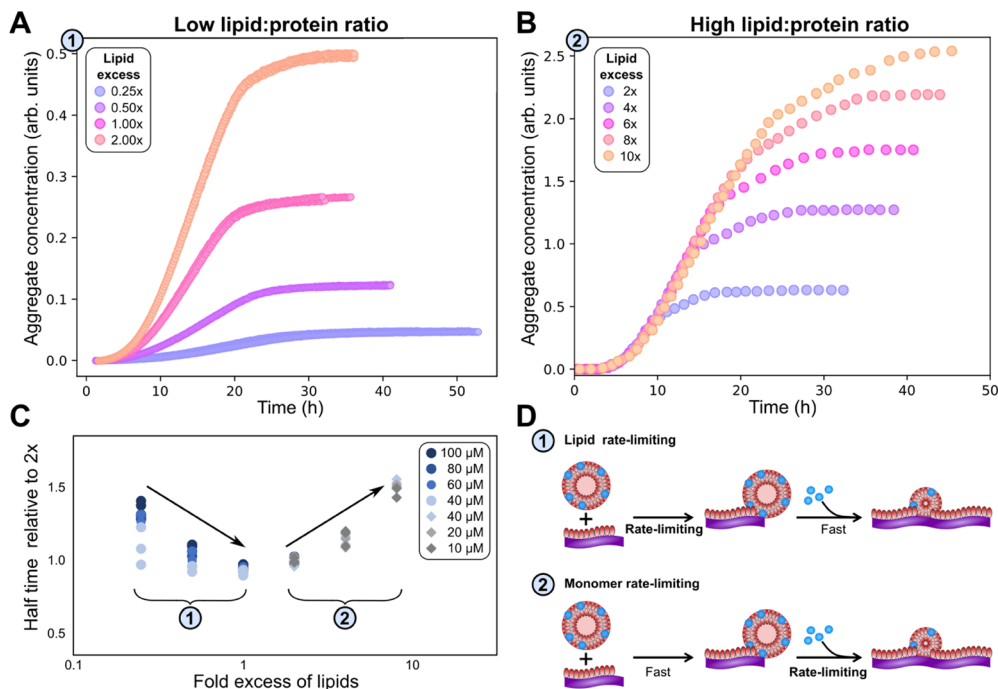 A
Low lipid:protein ratio
1
Lipid
excess
0.25x
0.50x
1.00x
2.00x
Aggregate concentration (arb. units)
0.5
0.4
0.3
0.2
0.1
0.0
0
10
20
30
40
50
Time (h)
B
High lipid:protein ratio
2
Lipid
excess
2x
4x
6x
8x
10x
Aggregate concentration (arb. units)
2.5
2.0
1.5
1.0
0.5
0.0
0
10
20
30
40
50
Time (h)
C
Half time relative to 2x
1.5
1.0
0.5
100 µM
80 µM
60 µM
40 µM
40 µM
20 µM
10 µM
1
2
0.1
1
10
Fold excess of lipids
D
1
Lipid rate-limiting
+
Rate-limiting
Fast
2
Monomer rate-limiting
+
Fast
Rate-limiting